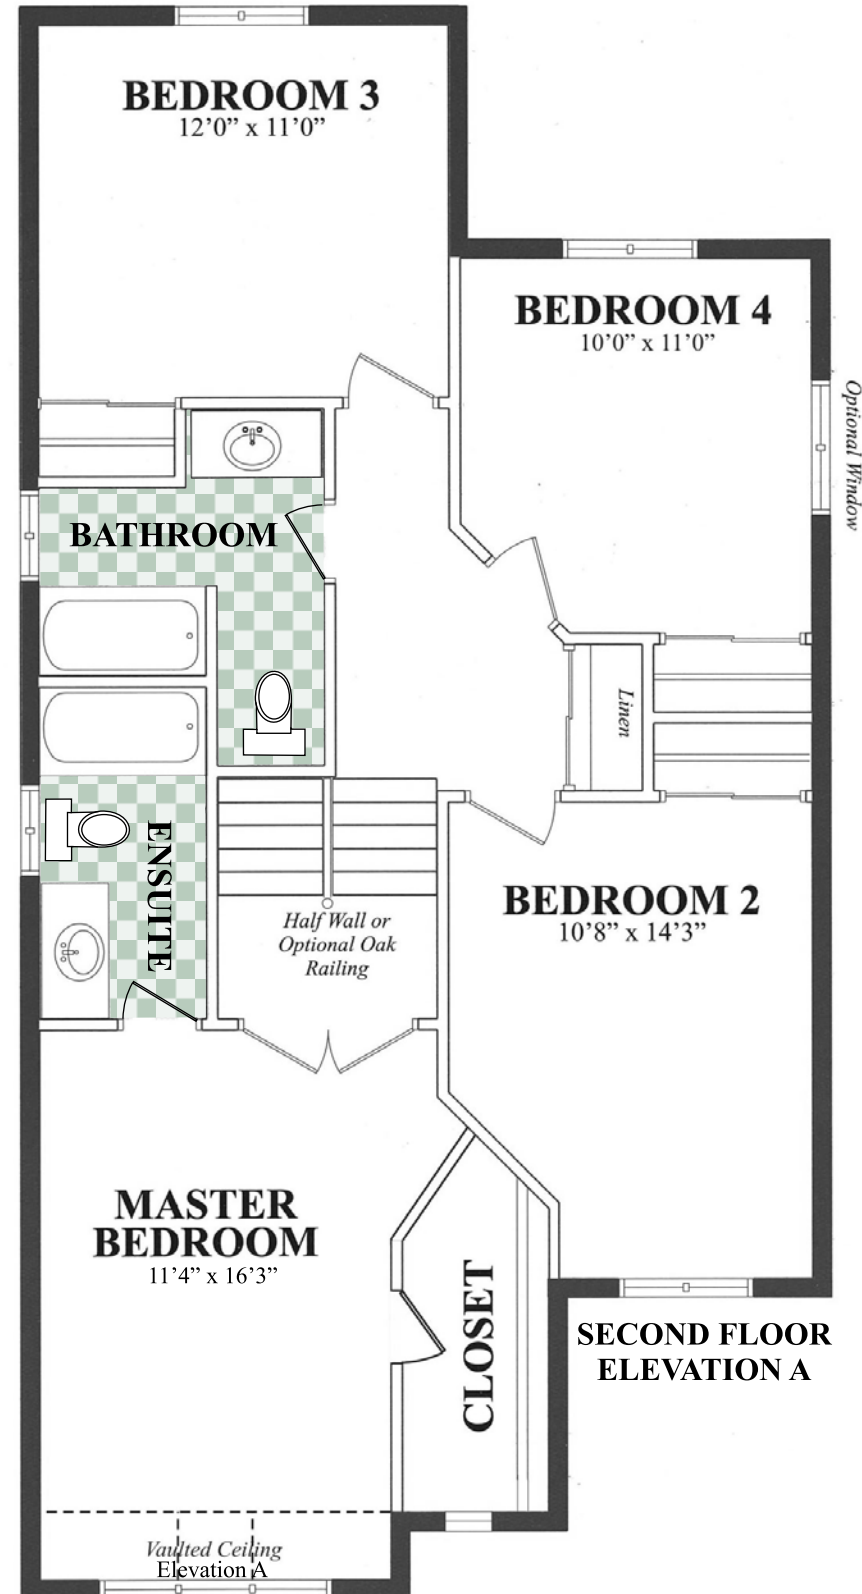 BEDROOM 3
12’0” x 11’0”
BEDROOM 4
10’0” x 11’0”
Optional Window
BATHROOM
Linen
ENSUITE
Half Wall or
Optional Oak
Railing
BEDROOM 2
10’8” x 14’3”
MASTER
BEDROOM
11’4” x 16’3”
CLOSET
SECOND FLOOR
ELEVATION A
Vaulted Ceiling
Elevation A